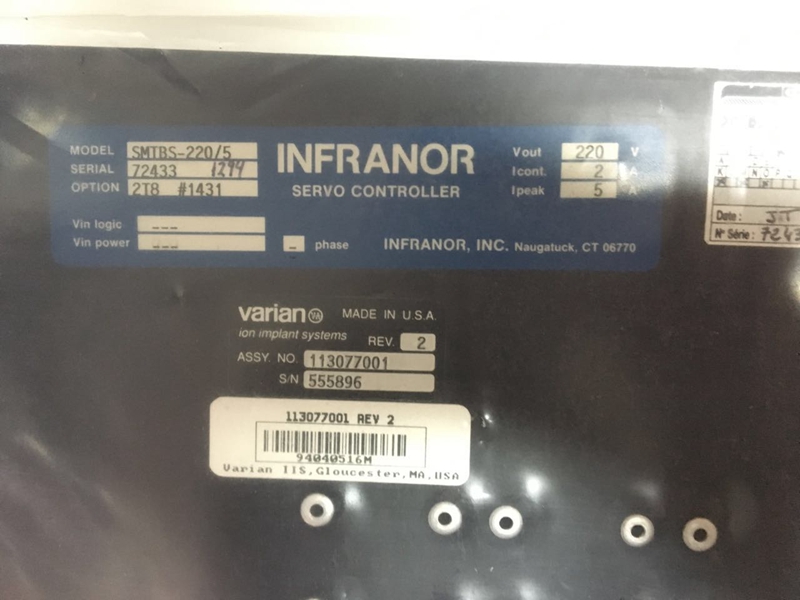 MODEL SMTBS-220/5
SERIAL 72433 1294
OPTION 2T8 #1431
INFRANOR
SERVO CONTROLLER
Vout 220 V
Icont. 2 A
Ipeak 5 A
Vin logic ---
Vin power --- - phase
INFRANOR, INC. Naugatuck, CT 06770
Date:
N° Série: 7243
varian
MADE IN U.S.A.
ion implant systems
REV. 2
ASSY. NO. 113077001
S/N 555896
113077001 REV 2
94040516M
Varian IIS,Gloucester,MA,USA